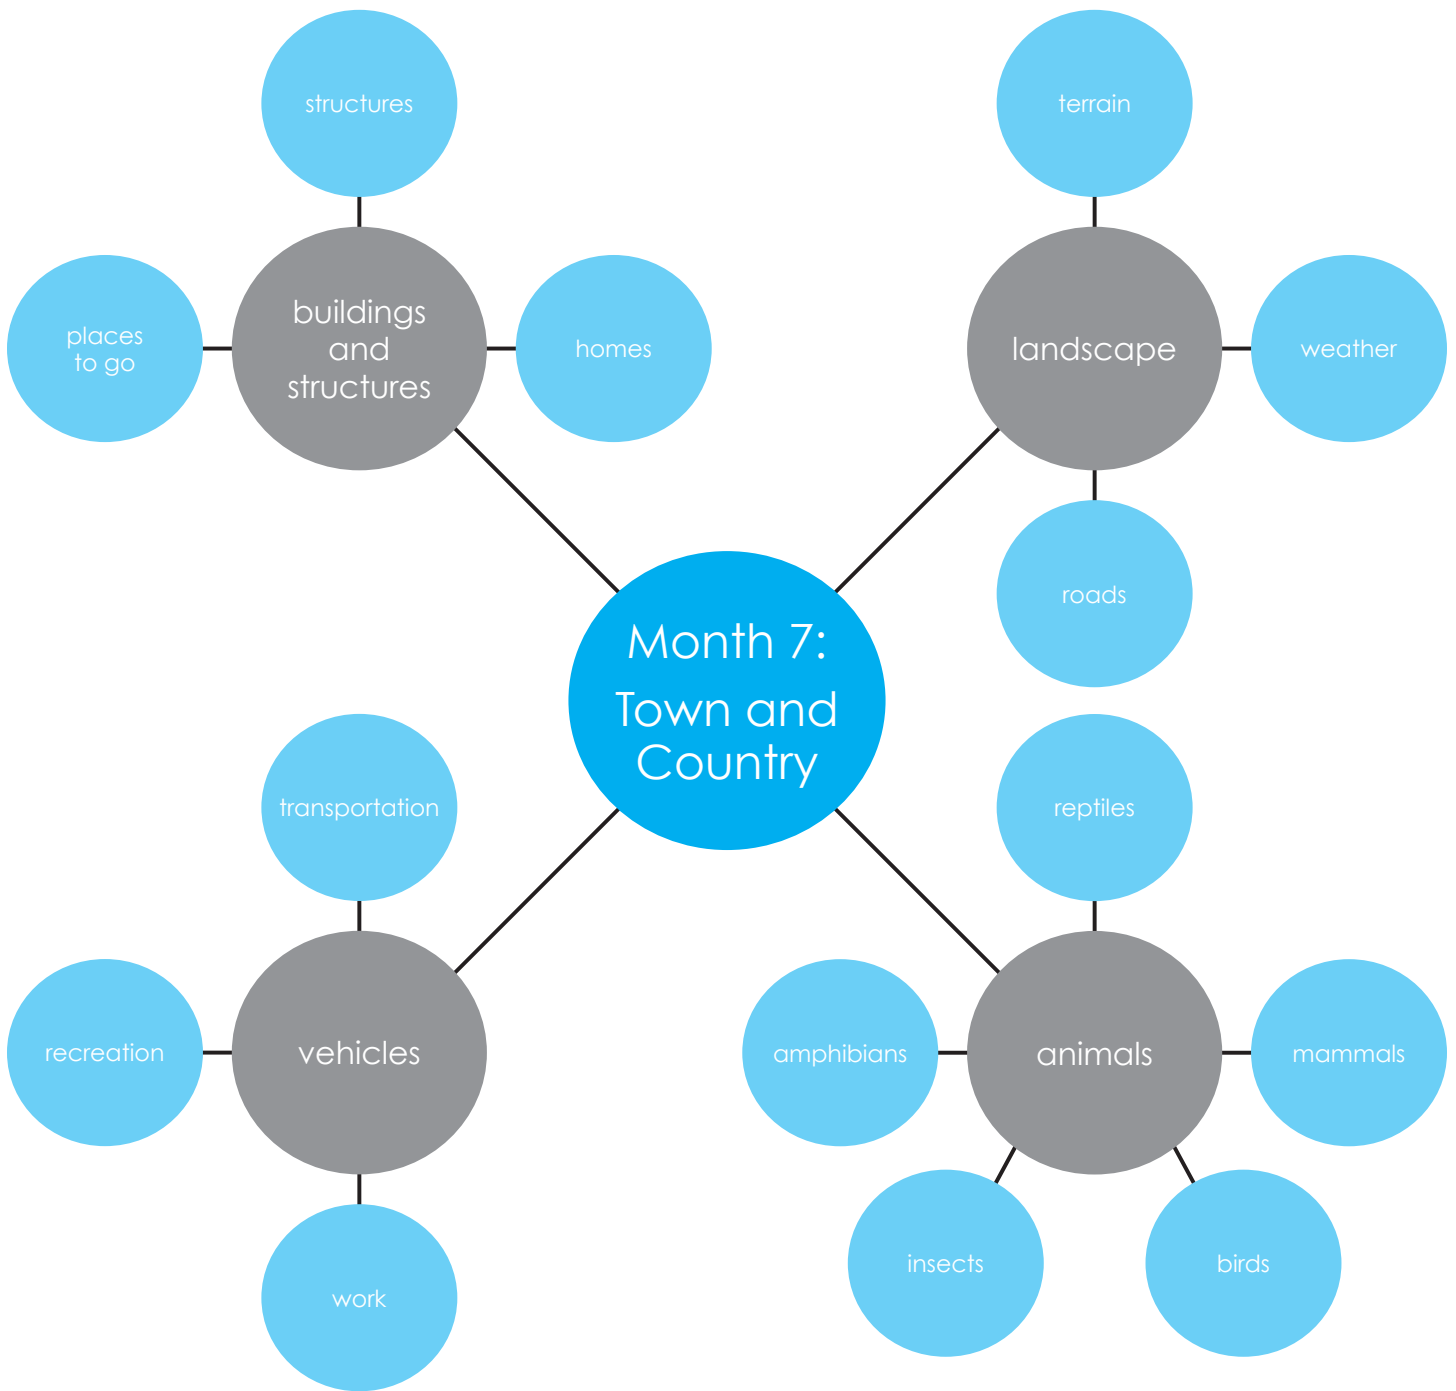 structures
places
to go
buildings
and
structures
homes
terrain
landscape
weather
roads
Month 7:
Town and
Country
transportation
recreation
vehicles
work
reptiles
amphibians
animals
mammals
insects
birds